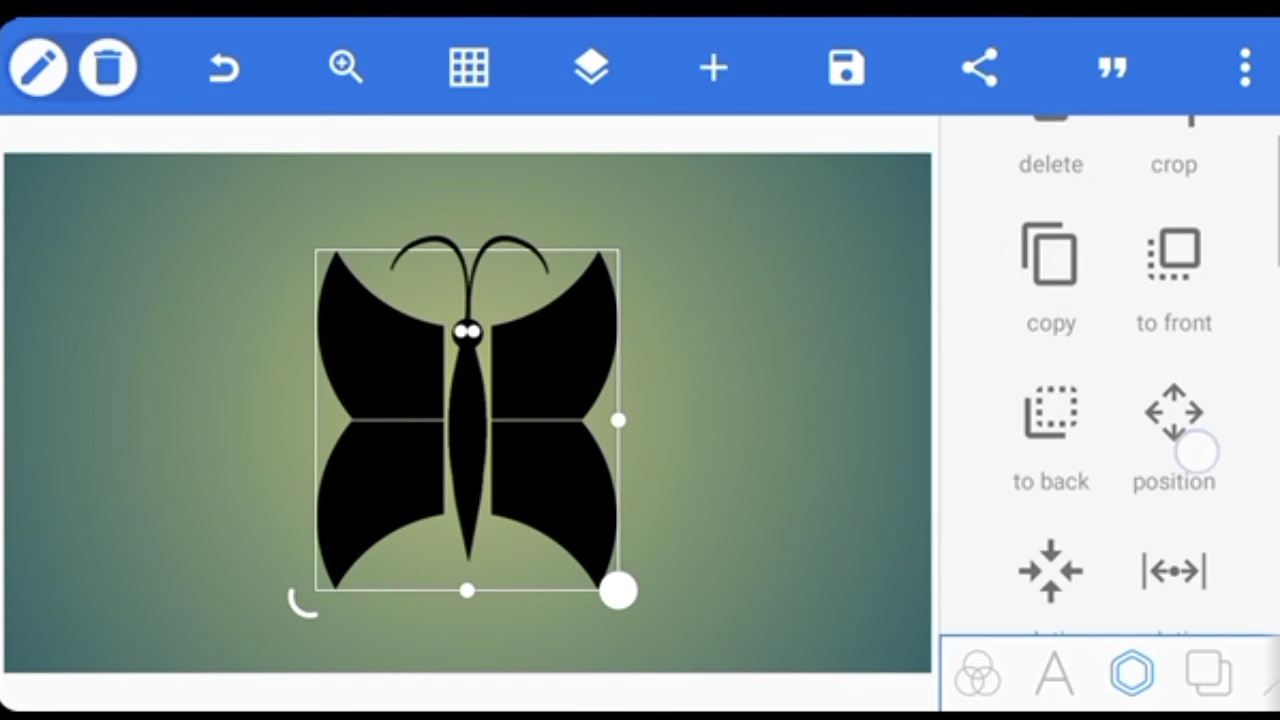 delete
crop
copy
to front
to back
position
A